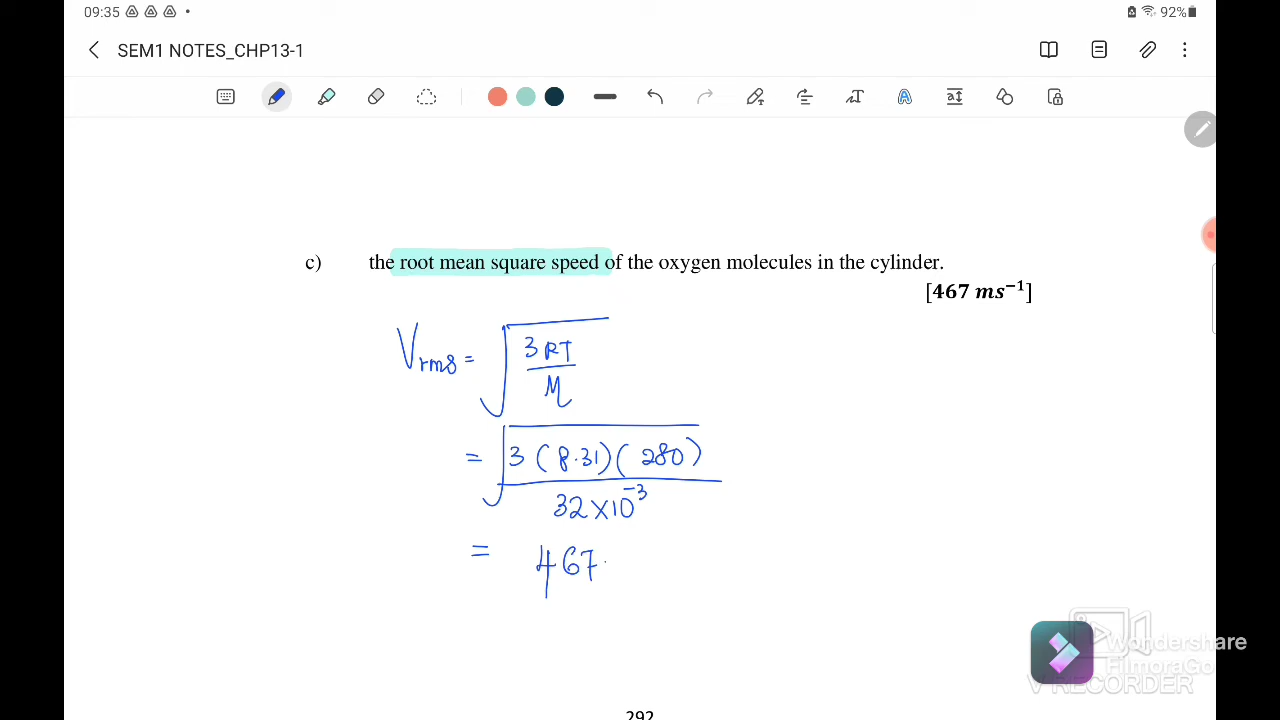 09:35
92%
SEM1 NOTES_CHP13-1
c) the root mean square speed of the oxygen molecules in the cylinder.
[467 ms⁻¹]
Vrms = √(3RT/M)
= √(3(8.31)(280)/32×10⁻³)
= 467.
Wondershare
FilmoraGo
V RECORDER
292